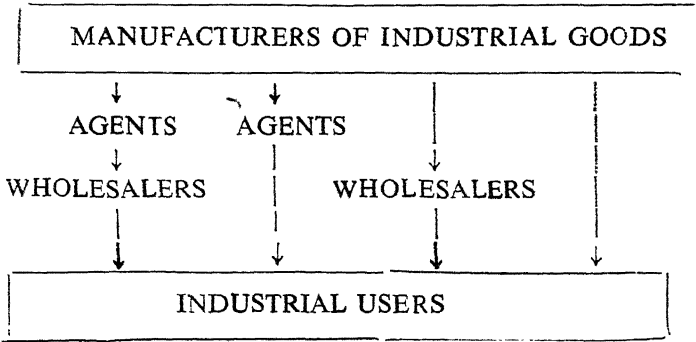 MANUFACTURERS OF INDUSTRIAL GOODS
AGENTS AGENTS
WHOLESALERS WHOLESALERS
INDUSTRIAL USERS